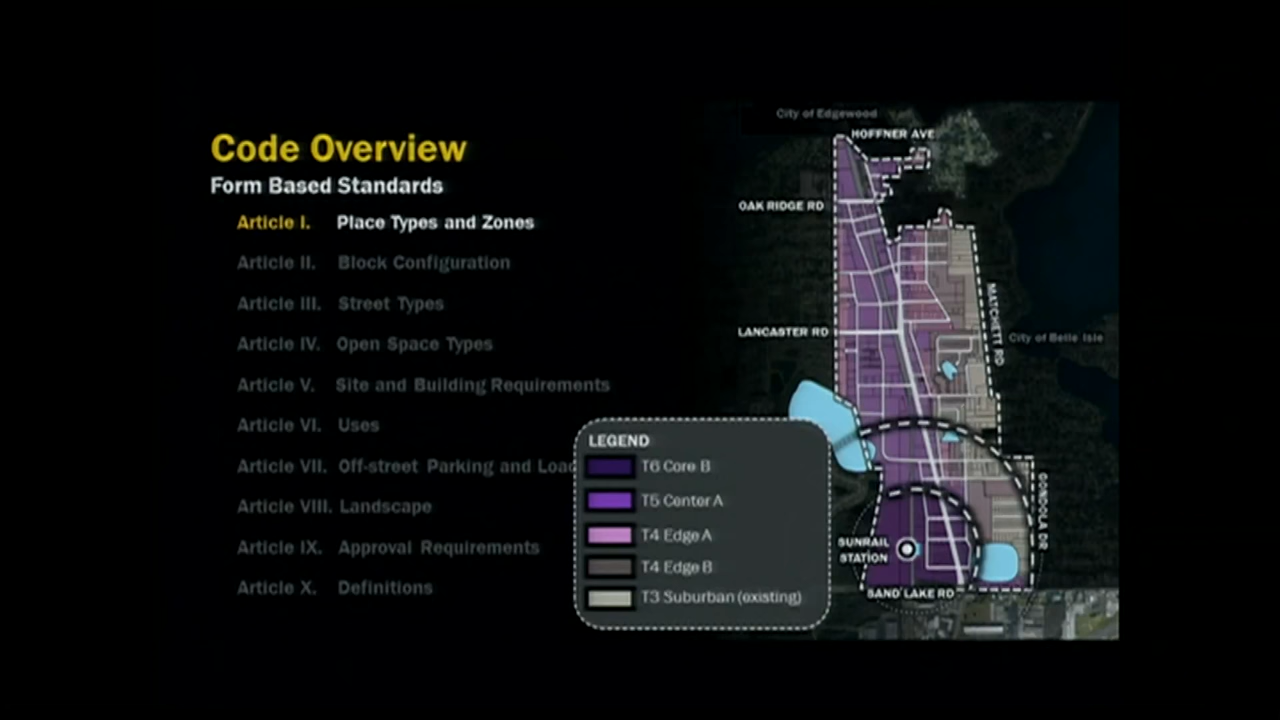 Code Overview
Form Based Standards
Article I. Place Types and Zones
Article II. Block Configuration
Article III. Street Types
Article IV. Open Space Types
Article V. Site and Building Requirements
Article VI. Uses
Article VII. Off-street Parking and Load
Article VIII. Landscape
Article IX. Approval Requirements
Article X. Definitions
LEGEND
T6 Core B
T5 Center A
T4 Edge A
T4 Edge B
T3 Suburban (existing)
City of Edgewood
HOFFNER AVE
OAK RIDGE RD
LANCASTER RD
MATCHETT RD
City of Belle Isle
GONDOLA DR
SUNRAIL
STATION
SAND LAKE RD